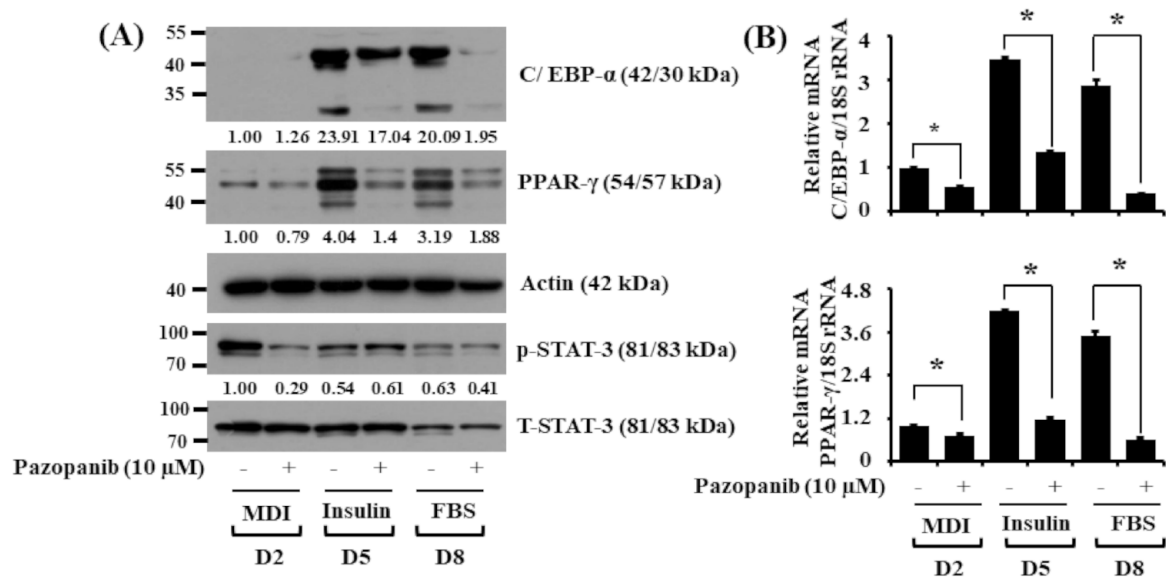 (A)
55
40
35
C/ EBP-α (42/30 kDa)
1.00 1.26 23.91 17.04 20.09 1.95
55
40
PPAR-γ (54/57 kDa)
1.00 0.79 4.04 1.4 3.19 1.88
40
Actin (42 kDa)
100
70
p-STAT-3 (81/83 kDa)
1.00 0.29 0.54 0.61 0.63 0.41
100
70
T-STAT-3 (81/83 kDa)
Pazopanib (10 μM) - + - + - +
MDI Insulin FBS
D2 D5 D8
(B)
Relative mRNA
C/EBP-α/18S rRNA
4
3
2
1
0
* * *
Relative mRNA
PPAR-γ/18S rRNA
4.8
3.6
2.4
1.2
0
* * *
Pazopanib (10 μM) - + - + - +
MDI Insulin FBS
D2 D5 D8